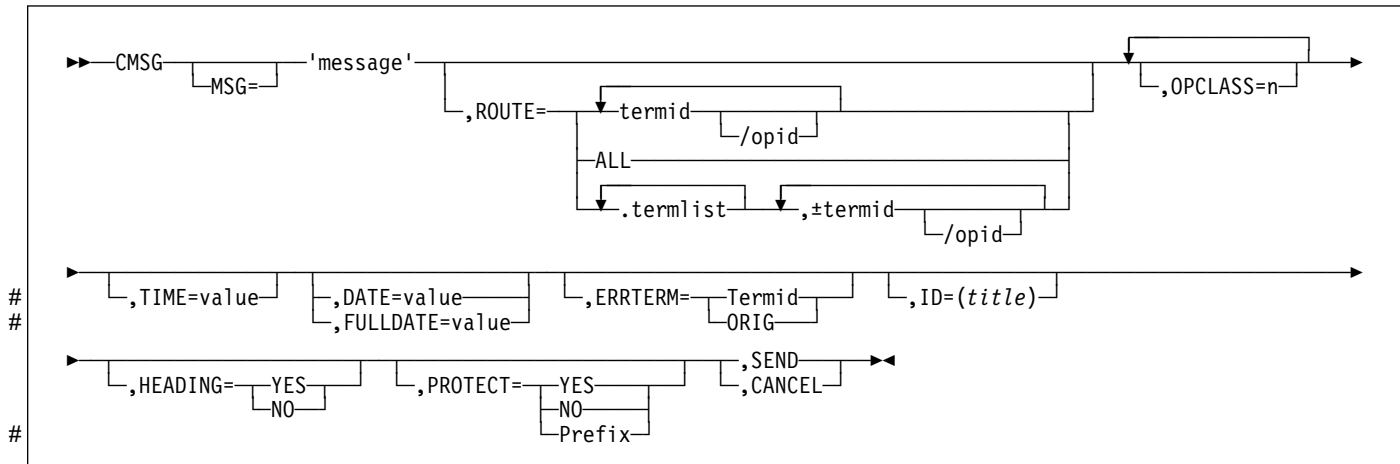 CMSG MSG= 'message' ,ROUTE= termid /opid ,OPCLASS=n
ALL
.termlist ,±termid /opid
# ,TIME=value ,DATE=value ,ERRTERM= Termid ,ID=(title)
# ,FULLDATE=value ORIG
,HEADING= YES ,PROTECT= YES ,SEND
NO NO ,CANCEL
# Prefix